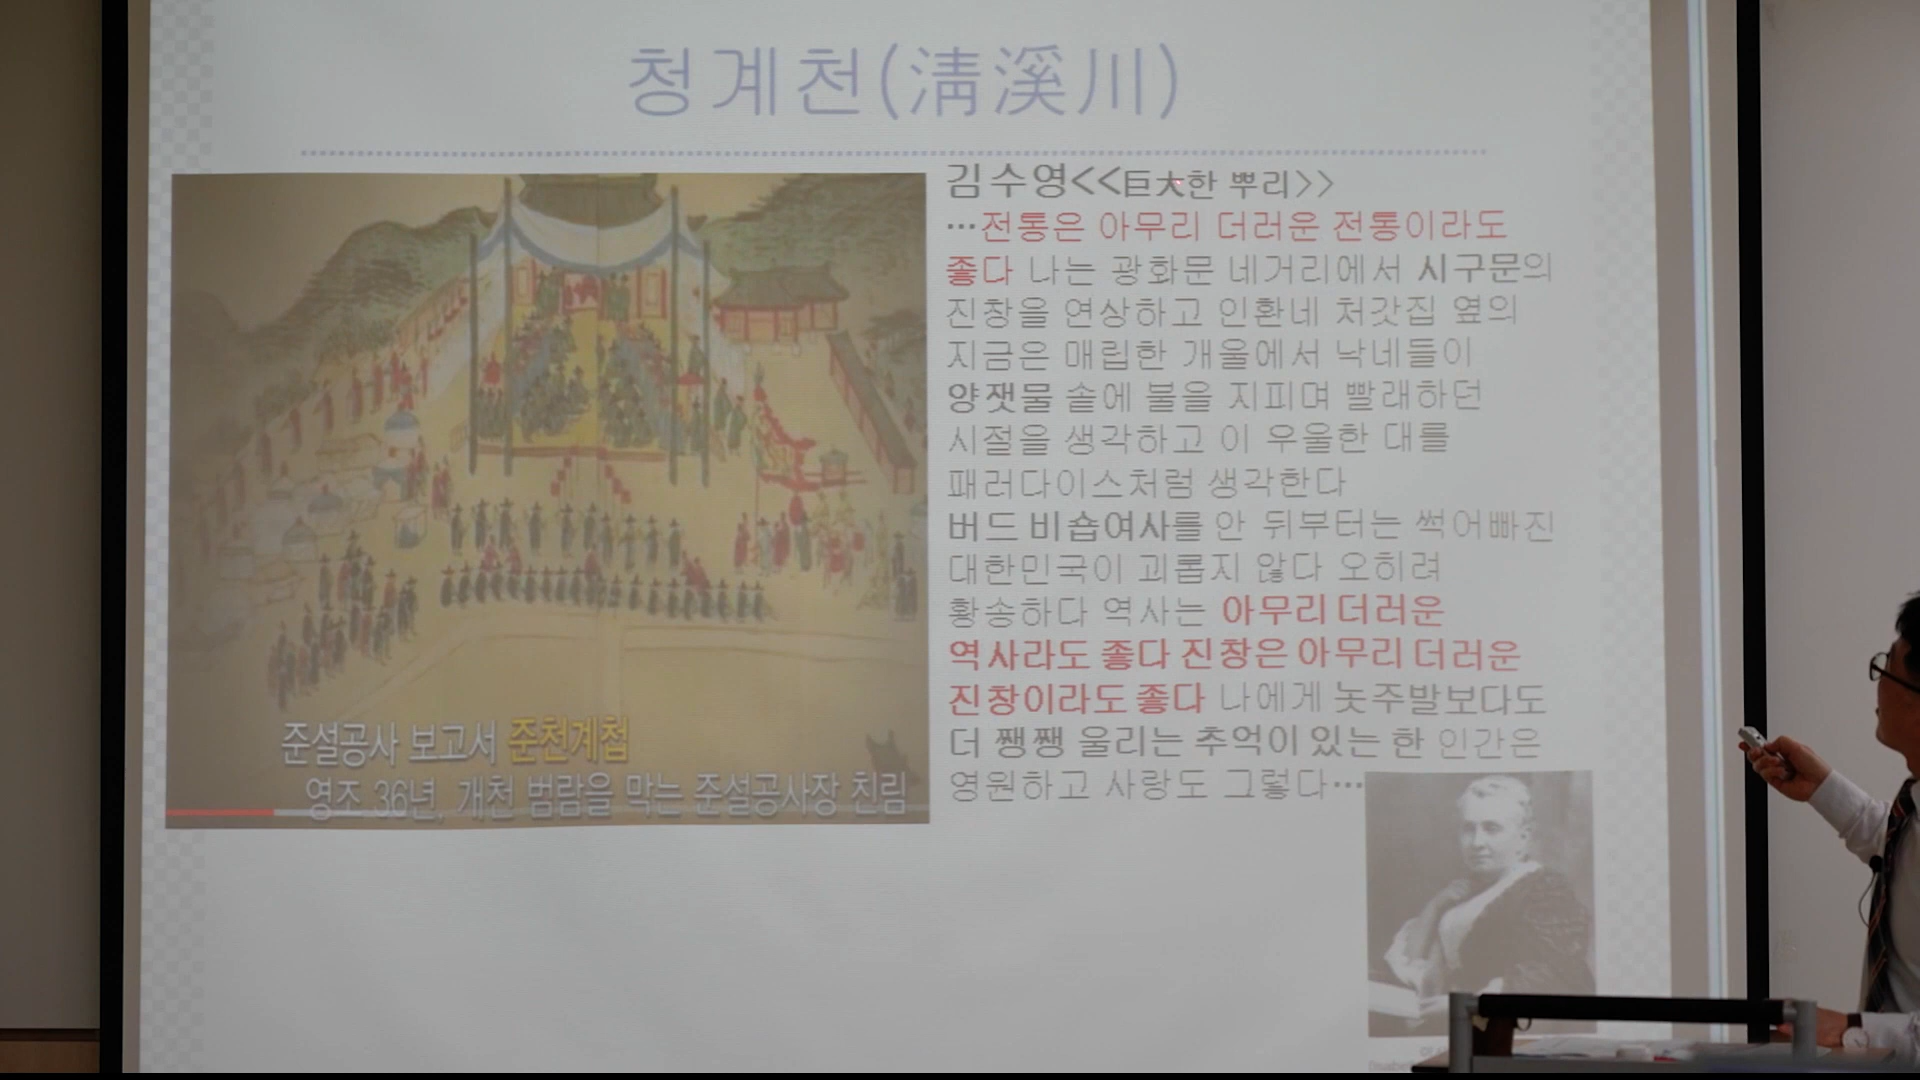 청계천(淸溪川)
김수영<<巨大한 뿌리>>
…전통은 아무리 더러운 전통이라도
좋다 나는 광화문 네거리에서 시구문의
진창을 연상하고 인환네 처갓집 옆의
지금은 매립한 개울에서 낙네들이
양잿물 솥에 불을 지피며 빨래하던
시절을 생각하고 이 우울한 대를
패러다이스처럼 생각한다
버드 비숍여사를 안 뒤부터는 썩어빠진
대한민국이 괴롭지 않다 오히려
황송하다 역사는 아무리 더러운
역사라도 좋다 진창은 아무리 더러운
진창이라도 좋다 나에게 놋주발보다도
더 쨍쨍 울리는 추억이 있는 한 인간은
영원하고 사랑도 그렇다…
준설공사 보고서 준천계첩
영조 36년, 개천 범람을 막는 준설공사장 친림